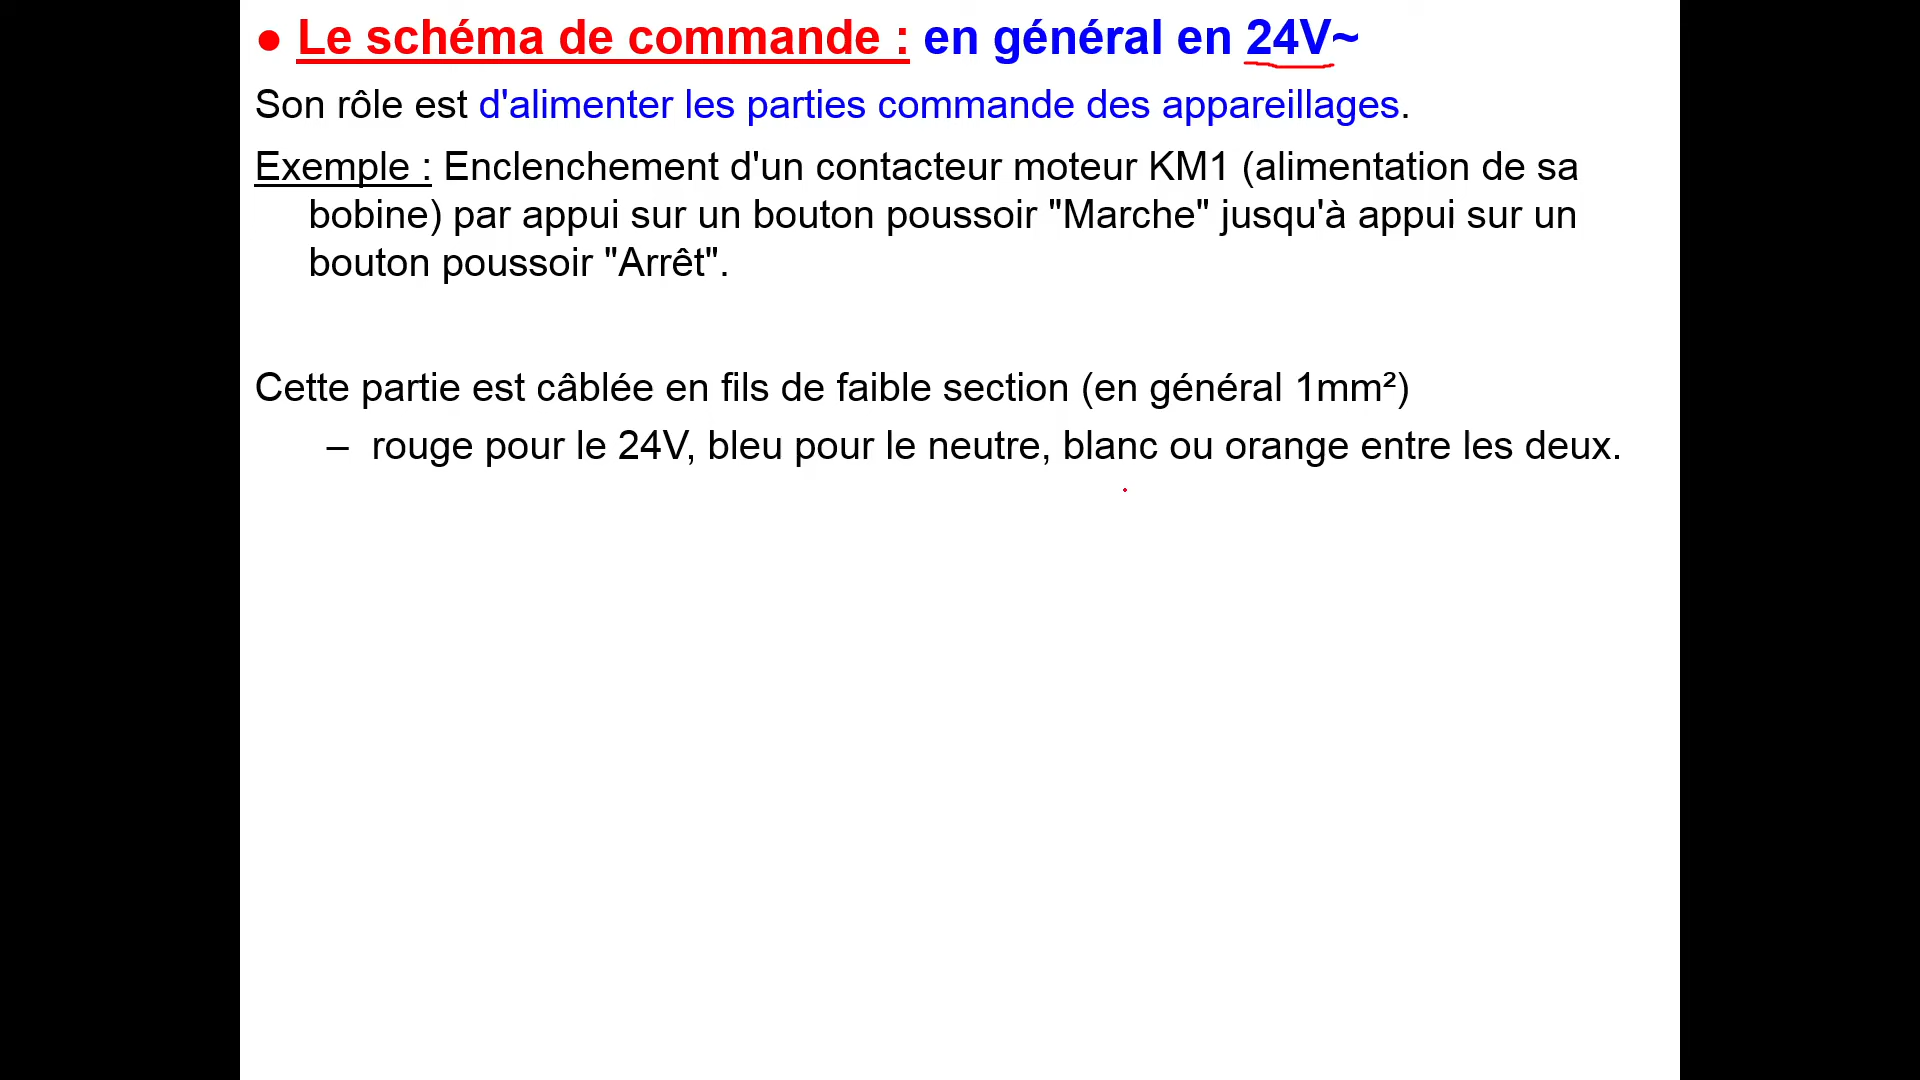 ● Le schéma de commande : en général en 24V~
Son rôle est d'alimenter les parties commande des appareillages.
Exemple : Enclenchement d'un contacteur moteur KM1 (alimentation de sa
bobine) par appui sur un bouton poussoir "Marche" jusqu'à appui sur un
bouton poussoir "Arrêt".
Cette partie est câblée en fils de faible section (en général 1mm²)
– rouge pour le 24V, bleu pour le neutre, blanc ou orange entre les deux.